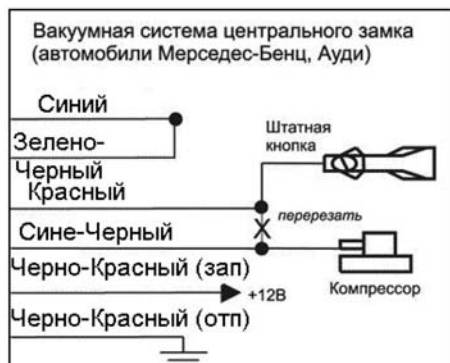 Вакуумная система центрального замка
(автомобили Мерседес-Бенц, Ауди)
Синий
Зелено-
Черный
Красный
Сине-Черный
Черно-Красный (зап)
Черно-Красный (отп)
Штатная
кнопка
перерезать
Компрессор
+12В